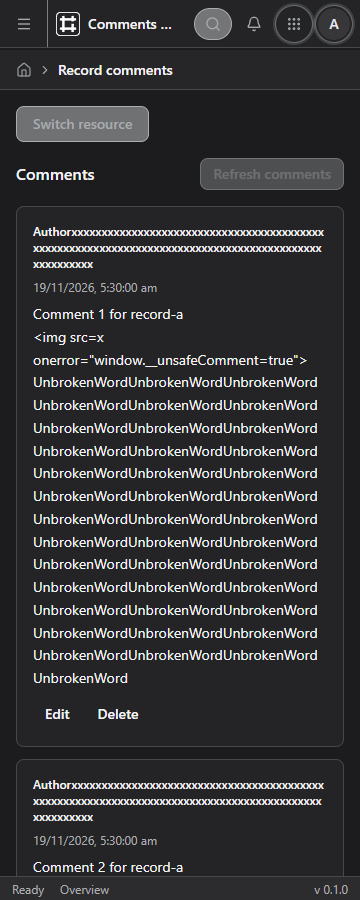 Comments ...
A
Record comments
Switch resource
Comments
Refresh comments
Authorxxxxxxxxxxxxxxxxxxxxxxxxxxxxxxxxxxxxxxxxxx
xxxxxxxxxxxxxxxxxxxxxxxxxxxxxxxxxxxxxxxxxxxxxxxx
xxxxxxxxxx
19/11/2026, 5:30:00 am
Comment 1 for record-a
<img src=x
onerror="window.__unsafeComment=true">
UnbrokenWordUnbrokenWordUnbrokenWord
UnbrokenWordUnbrokenWordUnbrokenWord
UnbrokenWordUnbrokenWordUnbrokenWord
UnbrokenWordUnbrokenWordUnbrokenWord
UnbrokenWordUnbrokenWordUnbrokenWord
UnbrokenWordUnbrokenWordUnbrokenWord
UnbrokenWordUnbrokenWordUnbrokenWord
UnbrokenWordUnbrokenWordUnbrokenWord
UnbrokenWordUnbrokenWordUnbrokenWord
UnbrokenWordUnbrokenWordUnbrokenWord
UnbrokenWordUnbrokenWordUnbrokenWord
UnbrokenWordUnbrokenWordUnbrokenWord
UnbrokenWordUnbrokenWordUnbrokenWord
UnbrokenWord
Edit Delete
Authorxxxxxxxxxxxxxxxxxxxxxxxxxxxxxxxxxxxxxxxxxx
xxxxxxxxxxxxxxxxxxxxxxxxxxxxxxxxxxxxxxxxxxxxxxxx
xxxxxxxxxx
19/11/2026, 5:30:00 am
Comment 2 for record-a
Ready Overview v 0.1.0